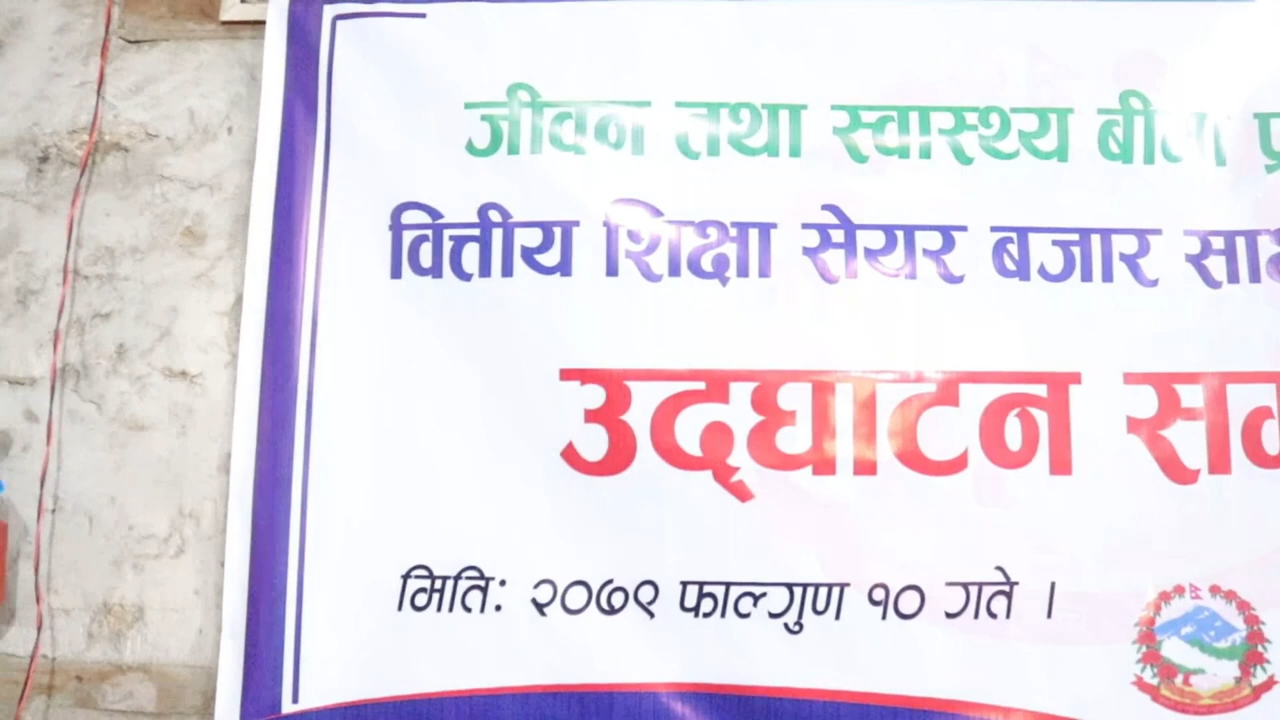 जीवन तथा स्वास्थ्य बीमा
वित्तीय शिक्षा सेयर बजार
उद्घाटन
मिति: २०७९ फाल्गुण १० गते ।